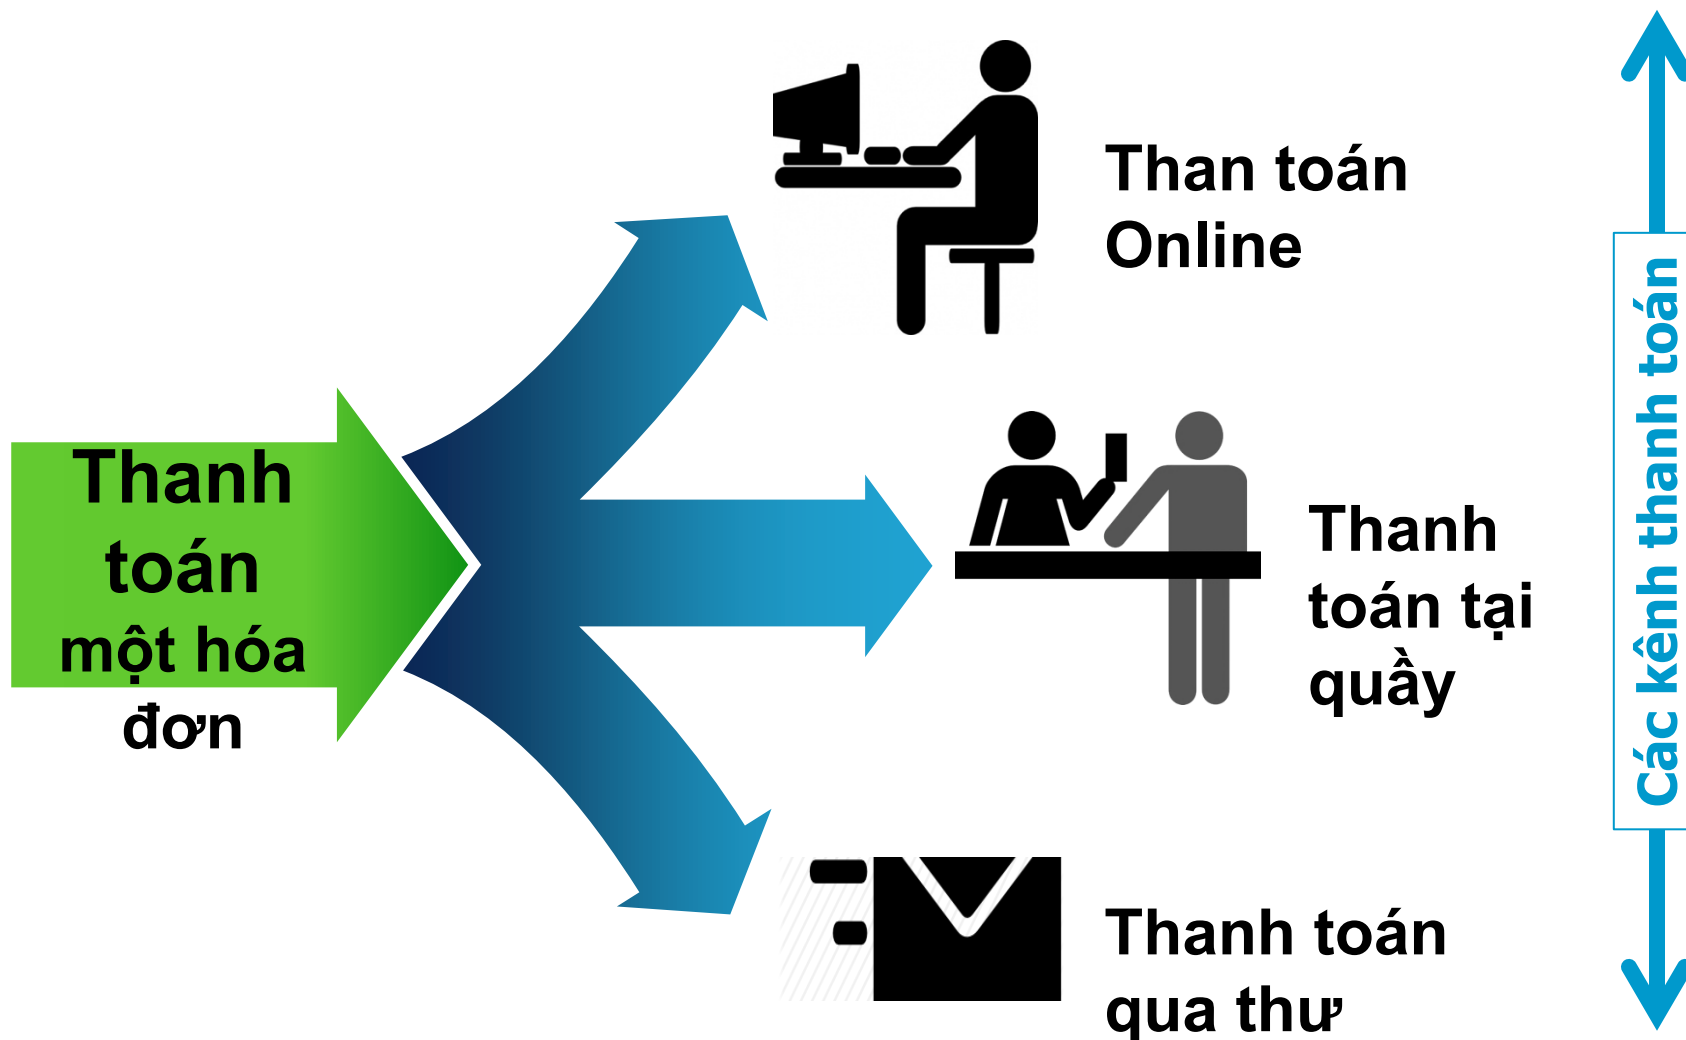 Thanh
toán
một hóa
đơn
Than toán
Online
Thanh
toán tại
quầy
Thanh toán
qua thư
Các kênh thanh toán